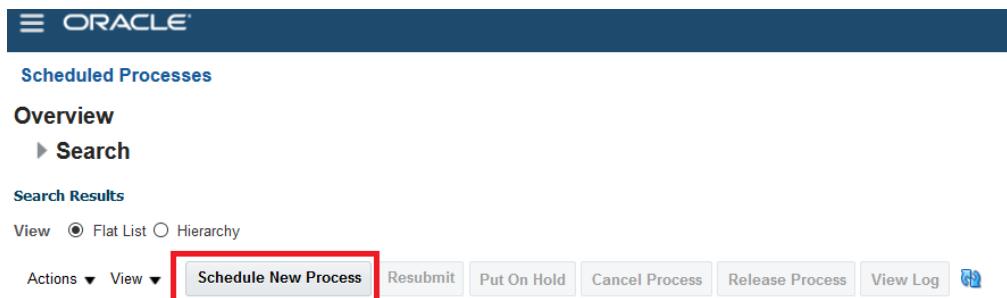 ORACLE
Scheduled Processes
Overview
Search
Search Results
View Flat List Hierarchy
Actions View Schedule New Process Resubmit Put On Hold Cancel Process Release Process View Log